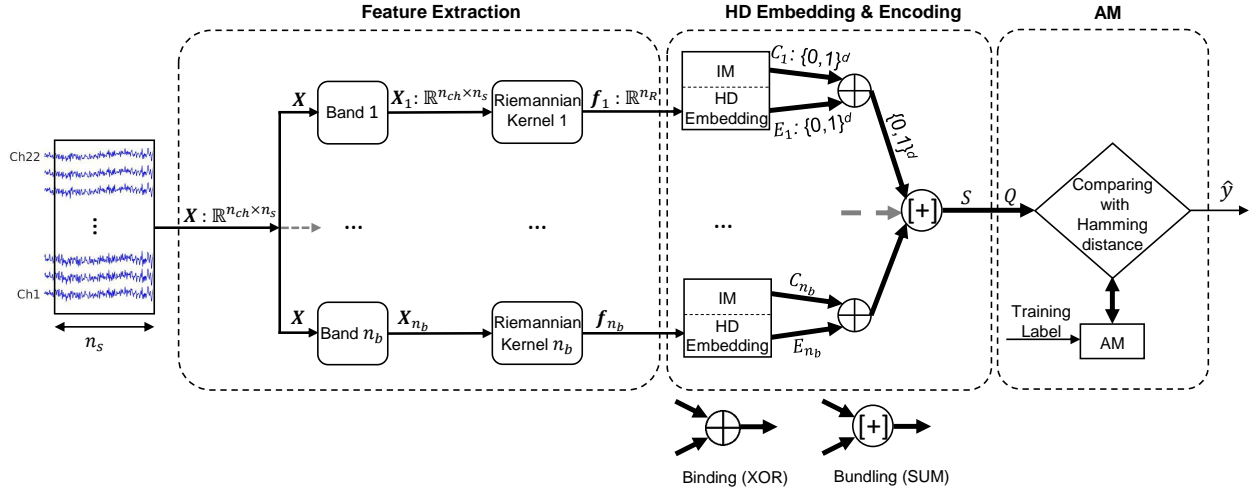 Feature Extraction
HD Embedding & Encoding
AM
Ch22
⋮
Ch1
n_s
X : ℝ^{n_ch×n_s}
X
Band 1
X_1 : ℝ^{n_ch×n_s}
Riemannian
Kernel 1
f_1 : ℝ^{n_R}
IM
HD
Embedding
C_1: {0,1}^d
E_1: {0,1}^d
{0,1}^d
...
...
...
[+]
S
Q
Comparing
with
Hamming
distance
ŷ
X
Band n_b
X_{n_b}
Riemannian
Kernel n_b
f_{n_b}
IM
HD
Embedding
C_{n_b}
E_{n_b}
Training
Label
AM
[+]
Binding (XOR)
Bundling (SUM)